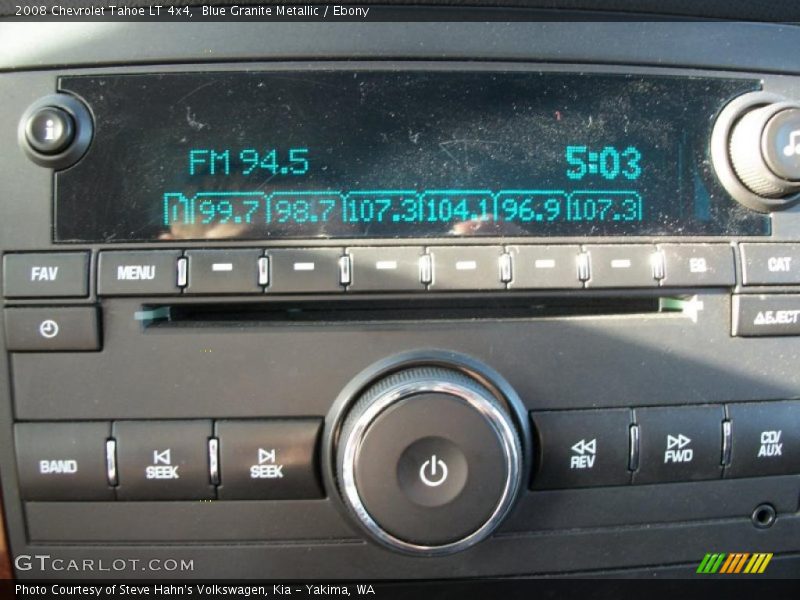 2008 Chevrolet Tahoe LT 4x4, Blue Granite Metallic / Ebony
i
FM 94.5 5:03
99.7 98.7 107.3 104.1 96.9 107.3
FAV MENU EQ CAT
EJECT
BAND SEEK SEEK REV FWD CD/
AUX
GTCARLOT.COM
Photo Courtesy of Steve Hahn's Volkswagen, Kia – Yakima, WA